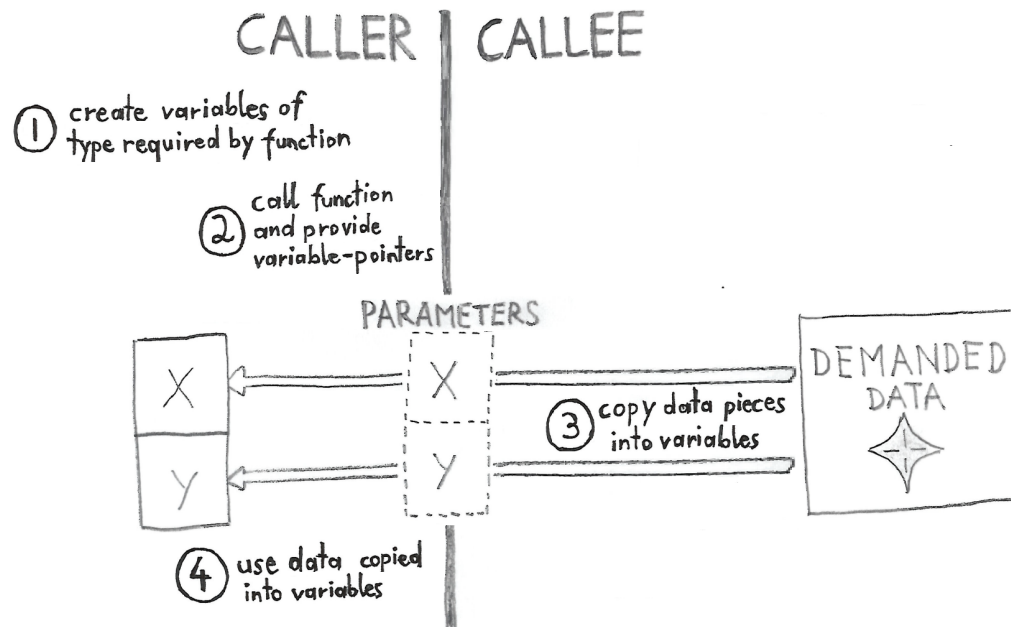 CALLER
CALLEE
1
create variables of
type required by function
2
call function
and provide
variable-pointers
PARAMETERS
X
X
Y
Y
3
copy data pieces
into variables
DEMANDED
DATA
4
use data copied
into variables